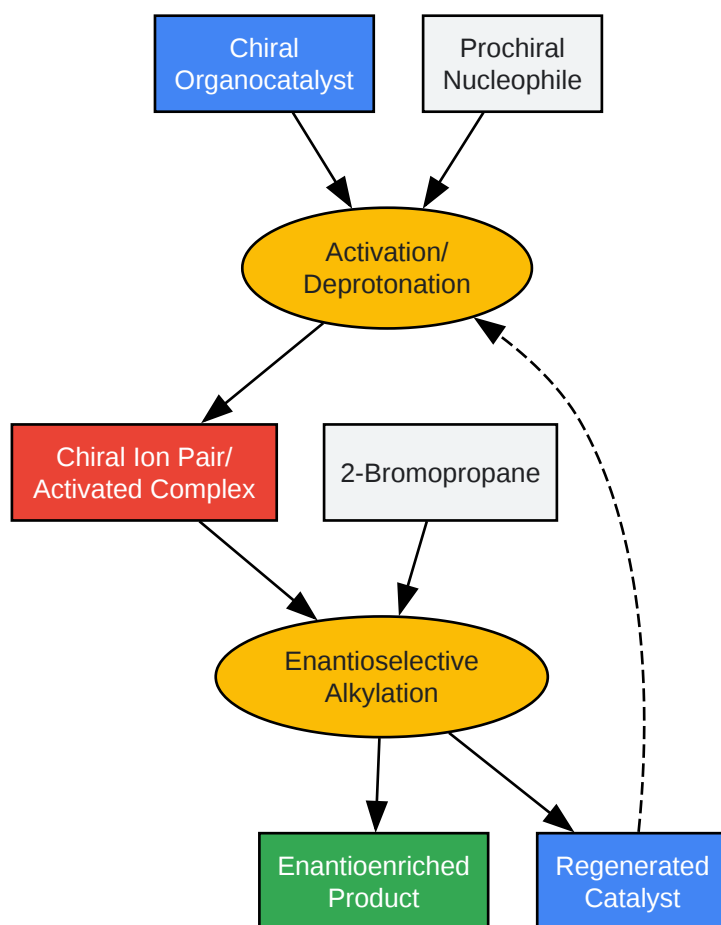 Chiral
Organocatalyst
Prochiral
Nucleophile
Activation/
Deprotonation
Chiral Ion Pair/
Activated Complex
2-Bromopropane
Enantioselective
Alkylation
Enantioenriched
Product
Regenerated
Catalyst